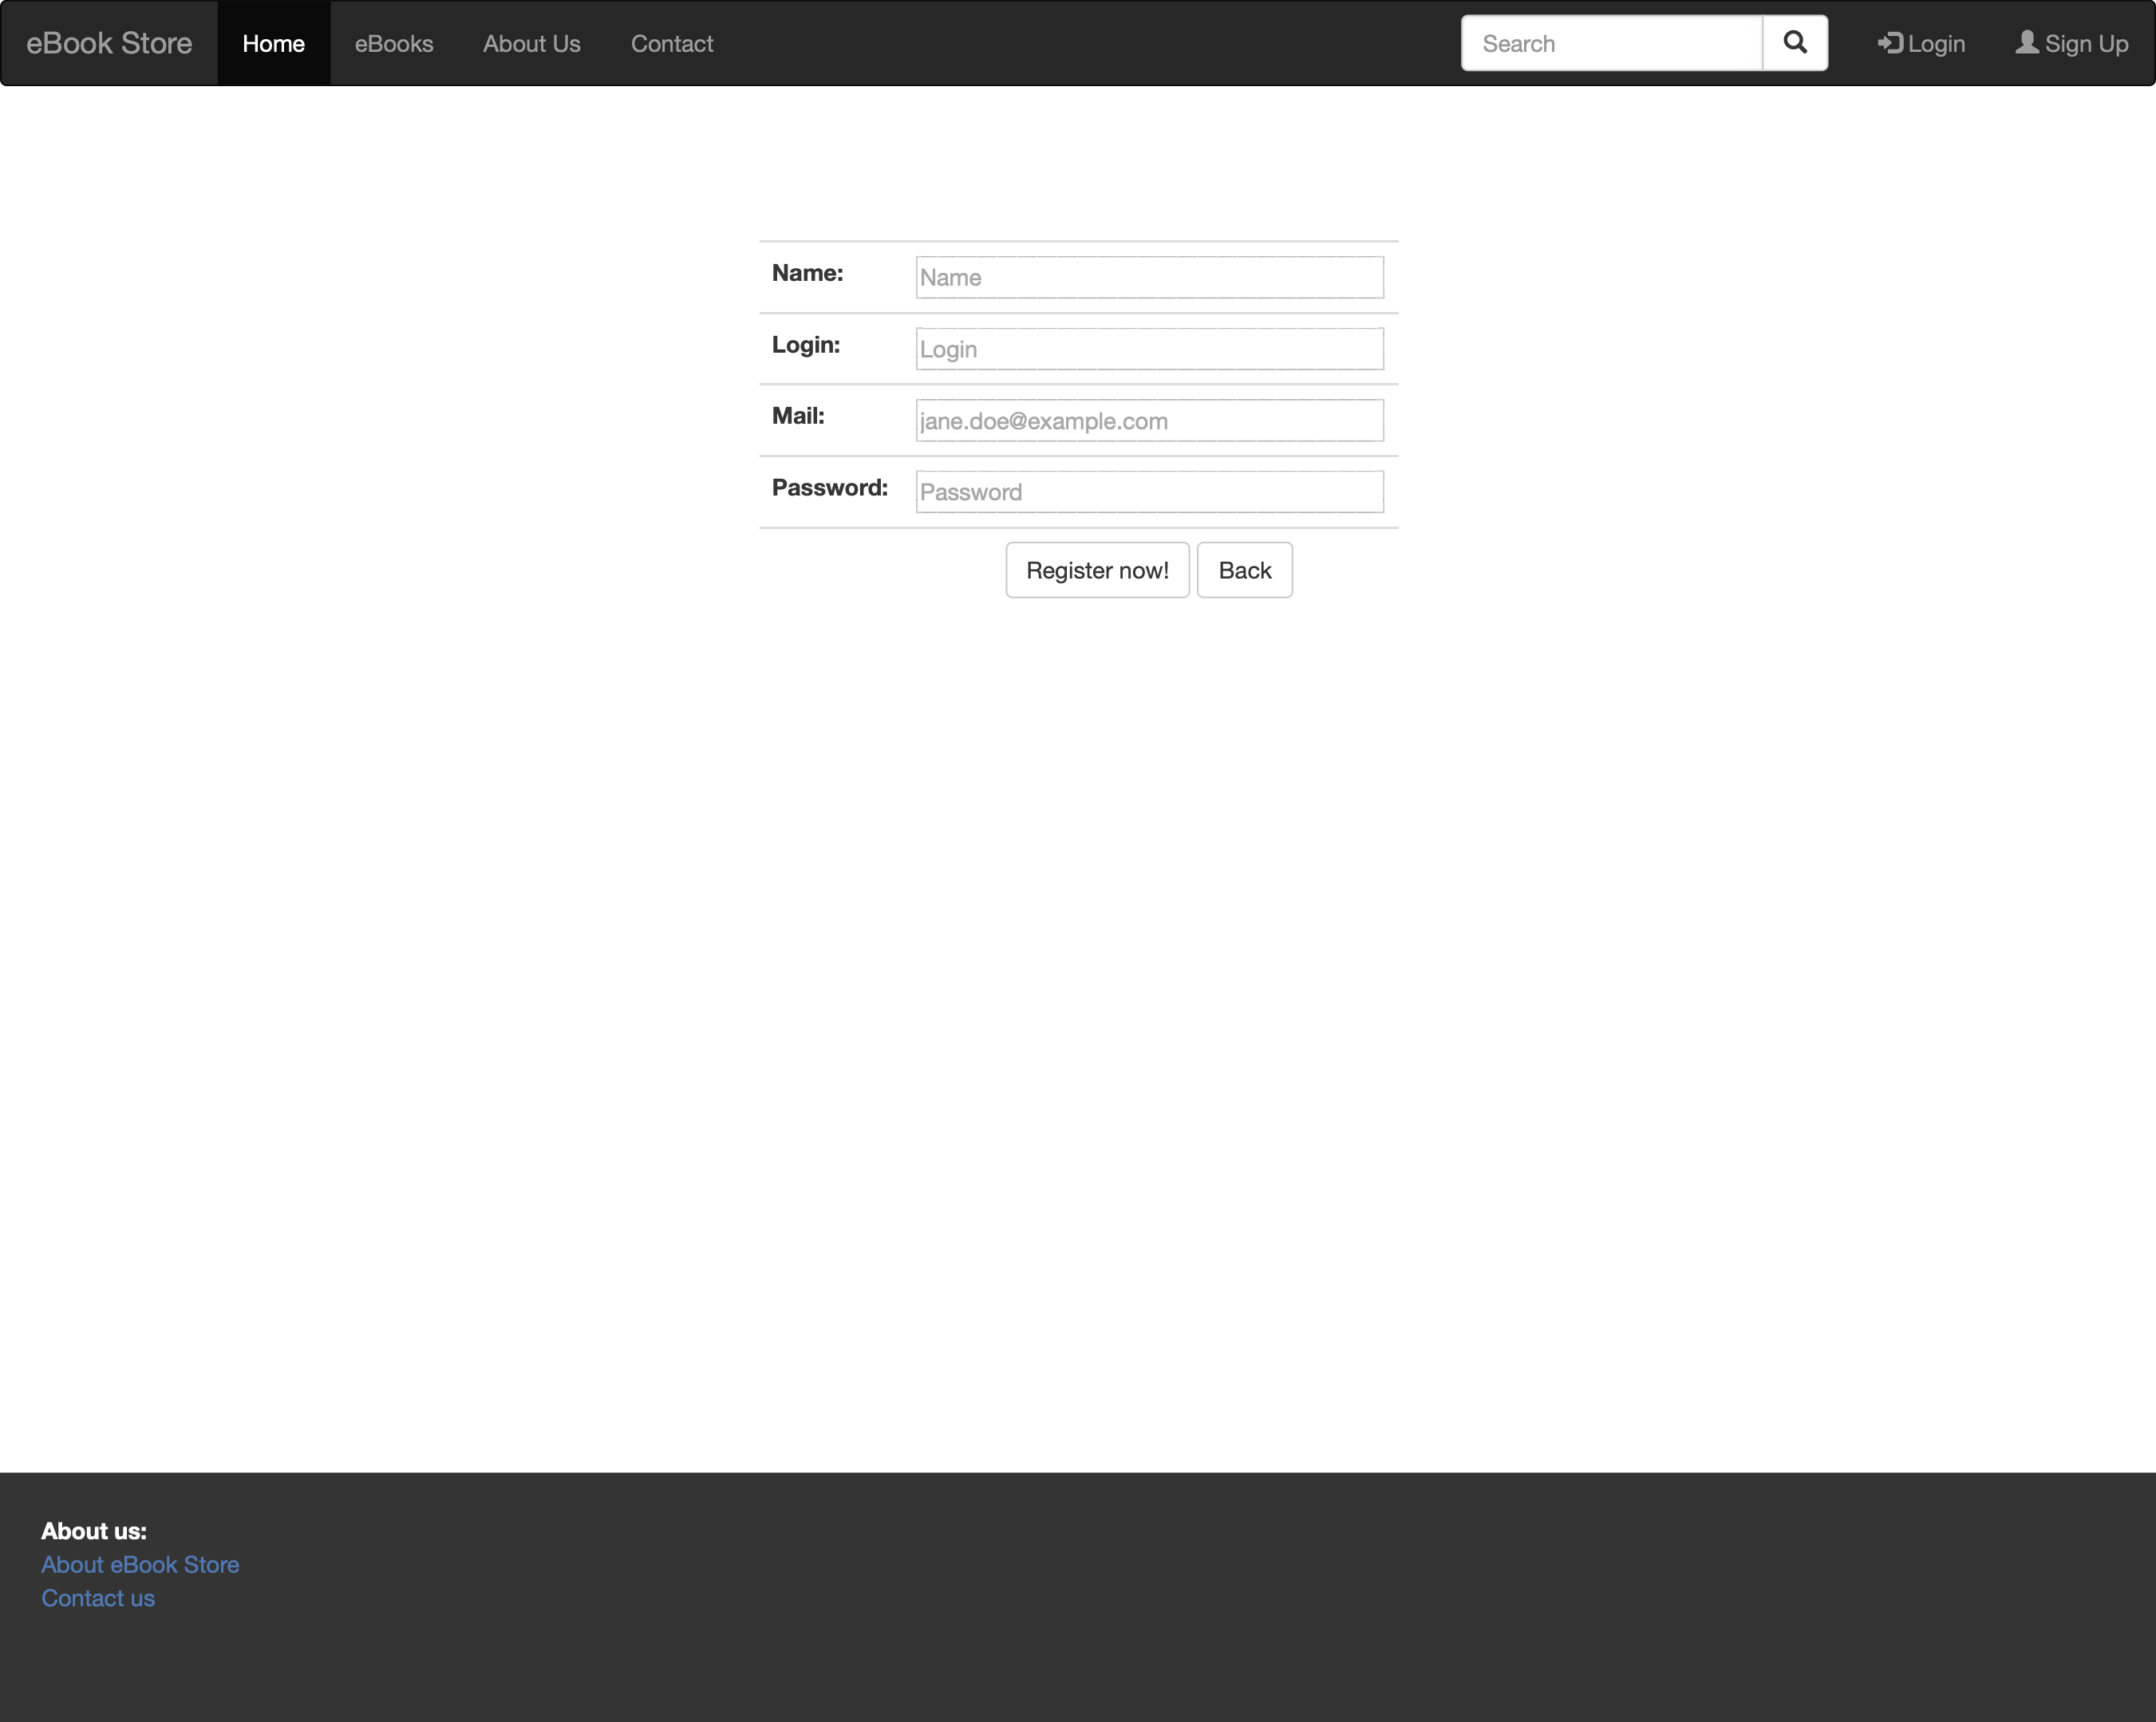 eBook Store Home eBooks About Us Contact Search Login Sign Up
Name: Name
Login: Login
Mail: jane.doe@example.com
Password: Password
Register now! Back
About us:
About eBook Store
Contact us